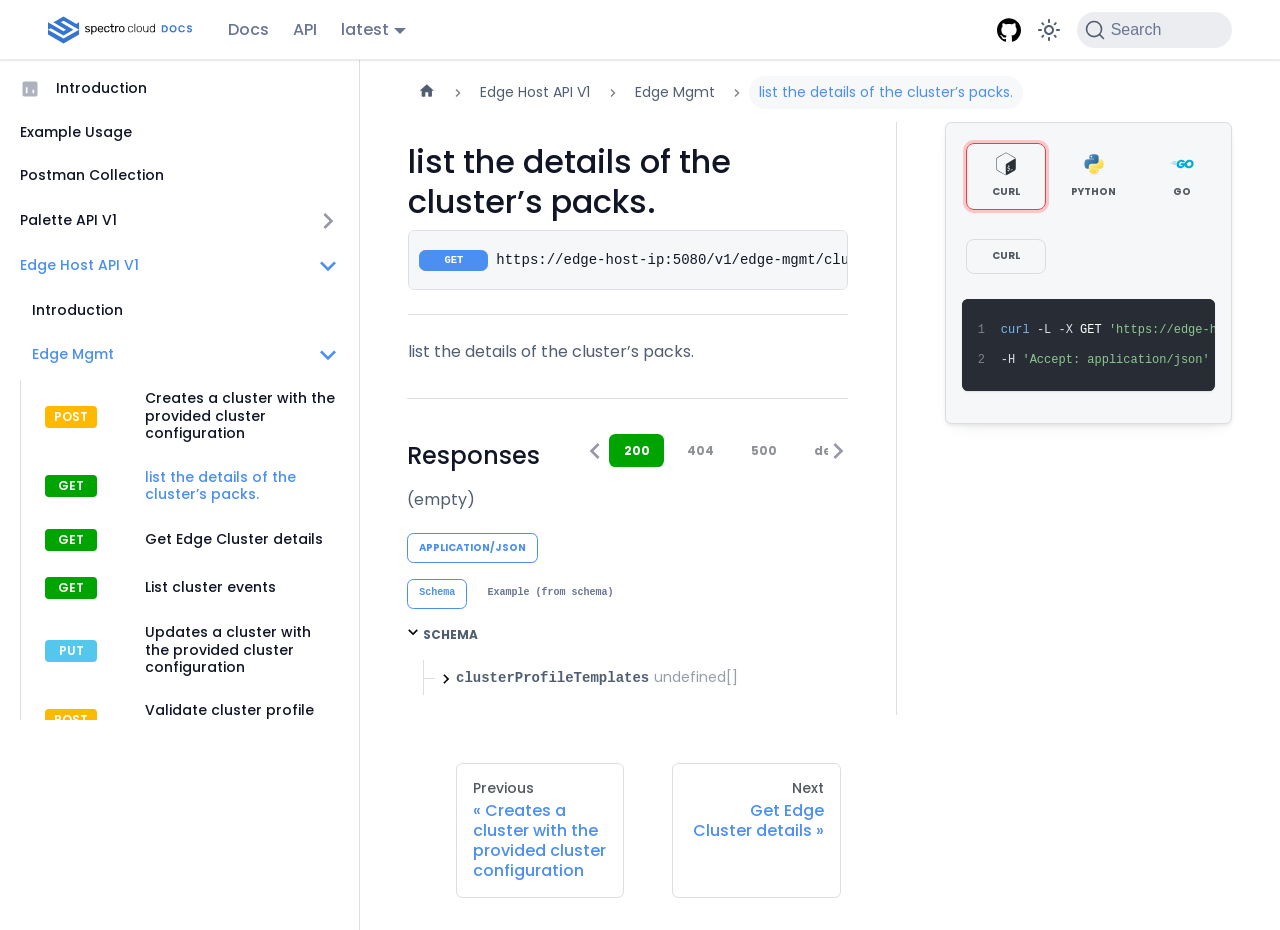 spectro cloud DOCS
Docs
API
latest
Search
Introduction
Example Usage
Postman Collection
Palette API V1
Edge Host API V1
Introduction
Edge Mgmt
POST
Creates a cluster with the
provided cluster
configuration
GET
list the details of the
cluster’s packs.
GET
Get Edge Cluster details
GET
List cluster events
PUT
Updates a cluster with
the provided cluster
configuration
POST
Validate cluster profile
Edge Host API V1
Edge Mgmt
list the details of the cluster’s packs.
list the details of the
cluster’s packs.
GET
https://edge-host-ip:5080/v1/edge-mgmt/clu
list the details of the cluster’s packs.
Responses
200
404
500
de
(empty)
APPLICATION/JSON
Schema
Example (from schema)
SCHEMA
clusterProfileTemplates undefined[]
Previous
« Creates a
cluster with the
provided cluster
configuration
Next
Get Edge
Cluster details »
CURL
PYTHON
GO
GO
CURL
1 curl -L -X GET 'https://edge-h
2 -H 'Accept: application/json'